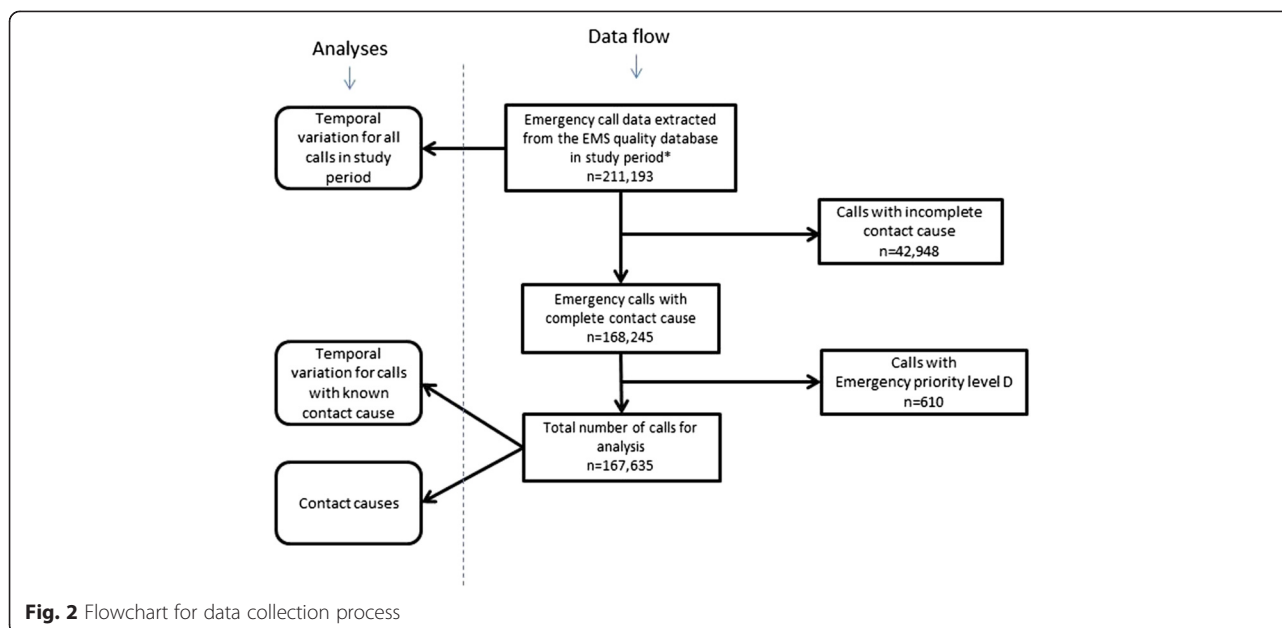 Analyses
Data flow
Temporal
variation for all
calls in study
period
Emergency call data extracted
from the EMS quality database
in study period*
n=211,193
Calls with incomplete
contact cause
n=42,948
Emergency calls with
complete contact cause
n=168,245
Temporal
variation for calls
with known
contact cause
Calls with
Emergency priority level D
n=610
Total number of calls for
analysis
n=167,635
Contact causes
Fig. 2 Flowchart for data collection process